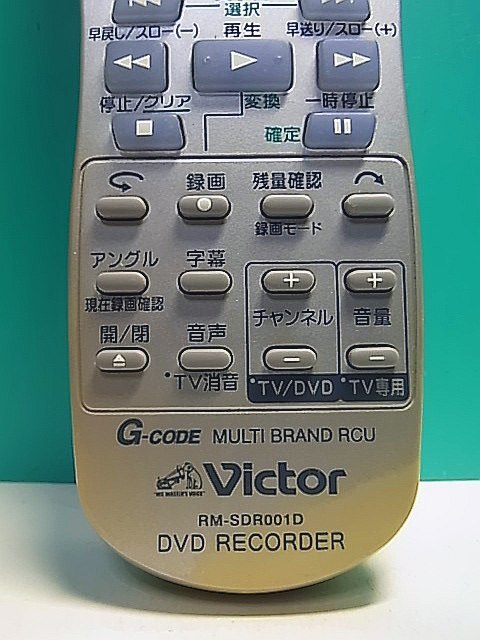 選択
早戻し/スロー(−) 再生 早送り/スロー(+)
停止/クリア 変換 一時停止
確定
録画 残量確認
録画モード
アングル 字幕
現在録画確認
チャンネル 音量
開/閉 音声
•TV消音 •TV/DVD •TV専用
G-CODE MULTI BRAND RCU
"HIS MASTER'S VOICE" Victor
RM-SDR001D
DVD RECORDER